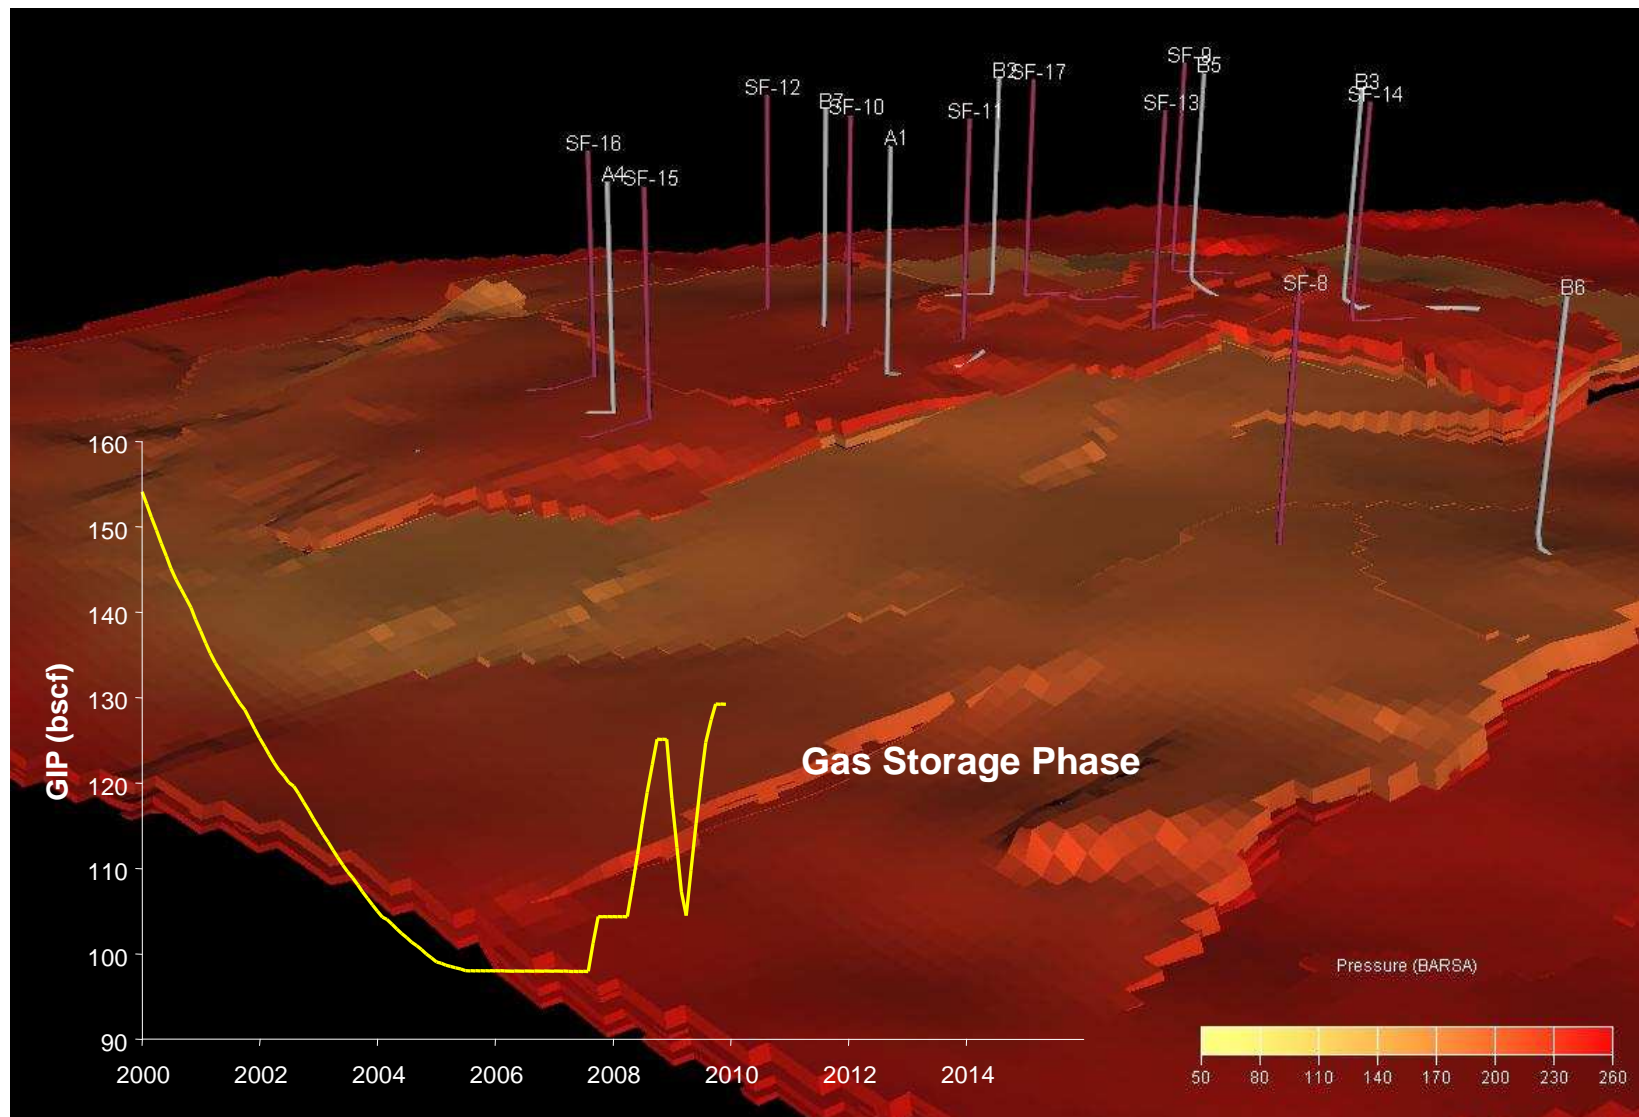 SF-9
B5
B2
SF-17
B3
SF-14
SF-12
B7
SF-10
SF-11
SF-13
A1
SF-16
A4
SF-15
SF-8
B6
160
150
140
130
120
110
100
90
GIP (bscf)
Gas Storage Phase
2000 2002 2004 2006 2008 2010 2012 2014
Pressure (BARSA)
50 80 110 140 170 200 230 260